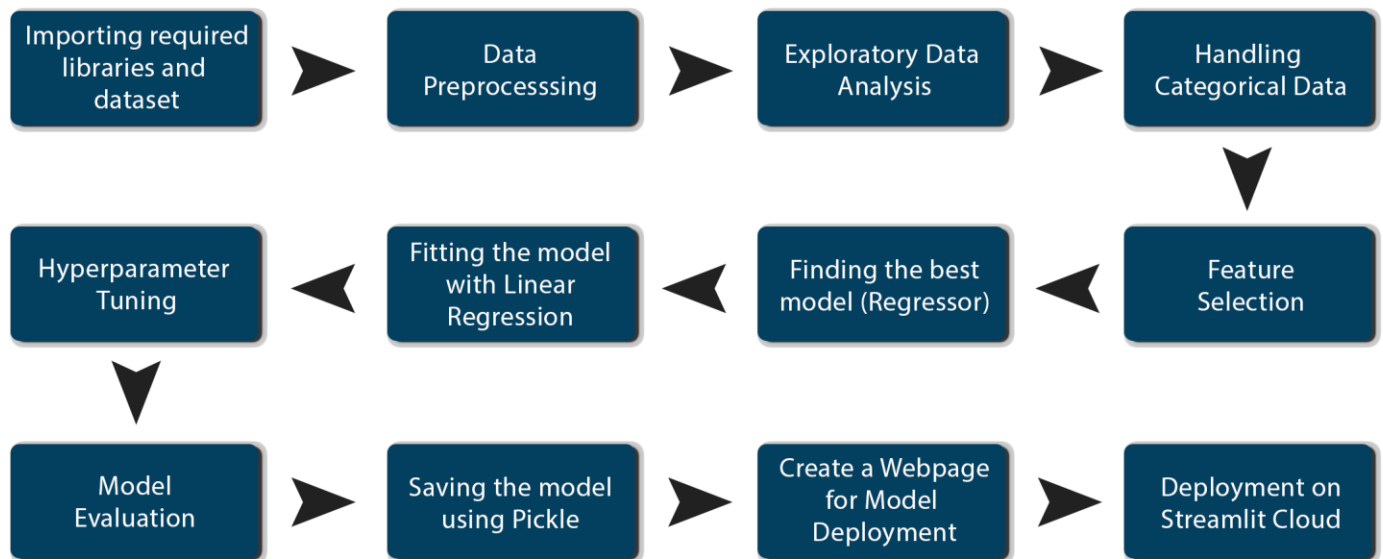 Importing required
libraries and
dataset
Data
Preprocesssing
Exploratory Data
Analysis
Handling
Categorical Data
Feature
Selection
Finding the best
model (Regressor)
Fitting the model
with Linear
Regression
Hyperparameter
Tuning
Model
Evaluation
Saving the model
using Pickle
Create a Webpage
for Model
Deployment
Deployment on
Streamlit Cloud